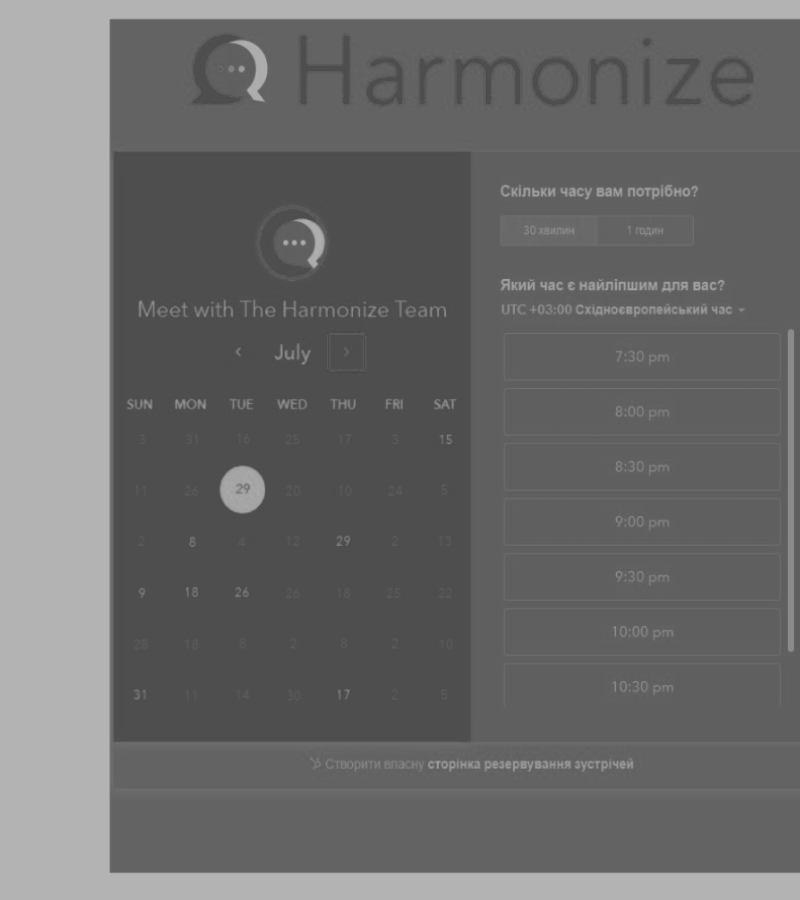 Harmonize
Meet with The Harmonize Team
July
SUN MON TUE WED THU FRI SAT
3 31 16 25 17 3 15
11 26 29 20 10 24 5
2 8 4 12 29 2 13
9 18 26 26 18 25 22
28 18 8 2 8 2 10
31 11 14 30 17 2 5
Скільки часу вам потрібно?
30 хвилин 1 годин
Який час є найліпшим для вас?
UTC +03:00 Східноєвропейський час
7:30 pm
8:00 pm
8:30 pm
9:00 pm
9:30 pm
10:00 pm
10:30 pm
Створити власну сторінка резервування зустрічей